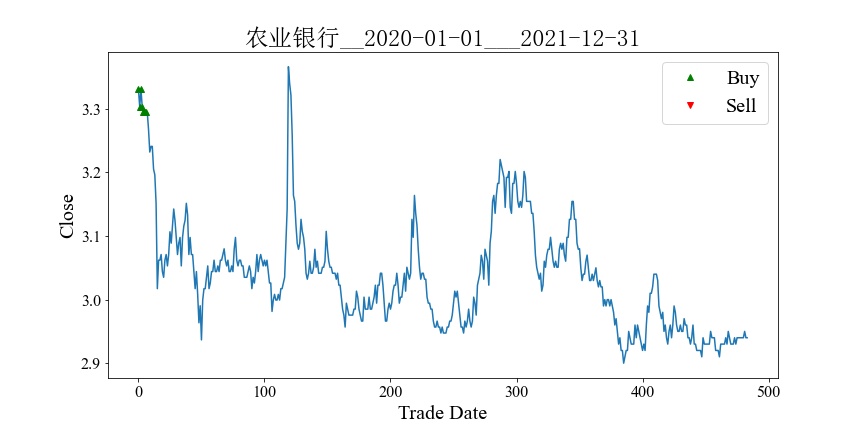 农业银行__2020-01-01___2021-12-31
Buy
Sell
Close
3.3
3.2
3.1
3.0
2.9
0 100 200 300 400 500
Trade Date